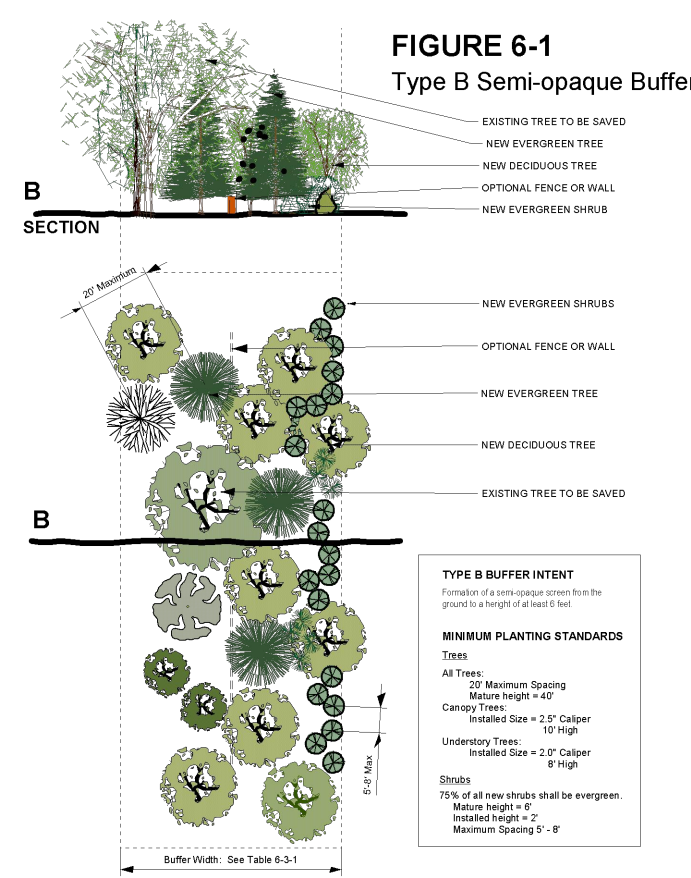 FIGURE 6-1
Type B Semi-opaque Buffer
EXISTING TREE TO BE SAVED
NEW EVERGREEN TREE
NEW DECIDUOUS TREE
OPTIONAL FENCE OR WALL
NEW EVERGREEN SHRUB
B
SECTION
20' Maximum
NEW EVERGREEN SHRUBS
OPTIONAL FENCE OR WALL
NEW EVERGREEN TREE
NEW DECIDUOUS TREE
EXISTING TREE TO BE SAVED
B
TYPE B BUFFER INTENT
Formation of a semi-opaque screen from the
ground to a heright of at least 6 feet.
MINIMUM PLANTING STANDARDS
Trees
All Trees:
20' Maximum Spacing
Mature height = 40'
Canopy Trees:
Installed Size = 2.5" Caliper
10' High
Understory Trees:
Installed Size = 2.0" Caliper
8' High
Shrubs
75% of all new shrubs shall be evergreen.
Mature height = 6'
Installed height = 2'
Maximum Spacing 5' - 8'
5'-8' Max
Buffer Width: See Table 6-3-1